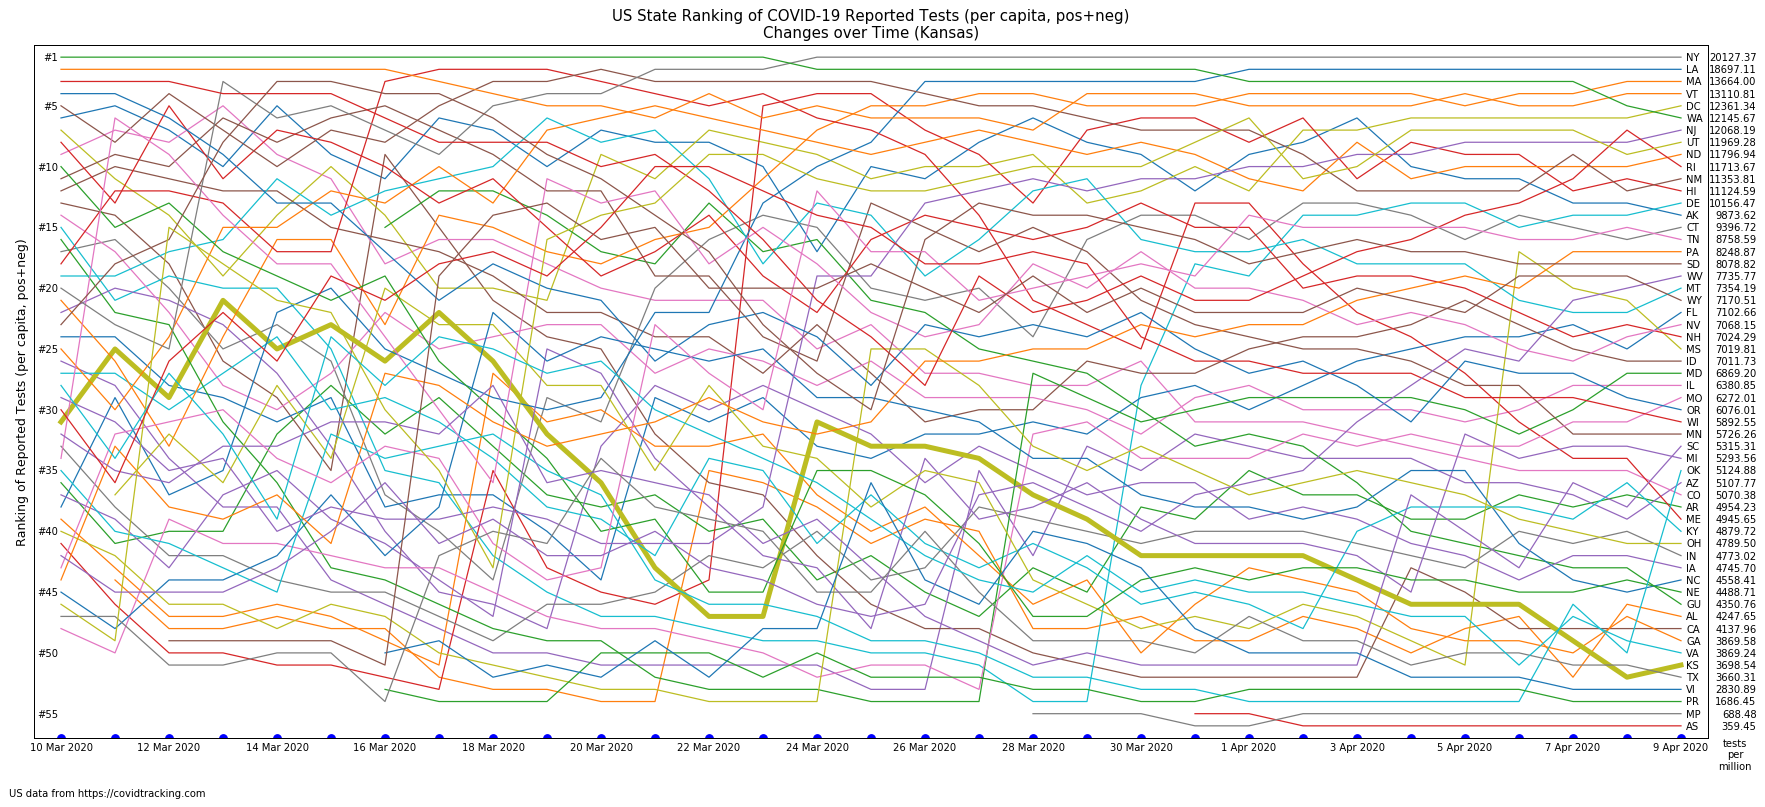 US State Ranking of COVID-19 Reported Tests (per capita, pos+neg)
Changes over Time (Kansas)
Ranking of Reported Tests (per capita, pos+neg)
#1
#5
#10
#15
#20
#25
#30
#35
#40
#45
#50
#55
NY 20127.37
LA 18697.11
MA 13664.00
VT 13110.81
DC 12361.34
WA 12145.67
NJ 12068.19
UT 11969.28
ND 11796.94
RI 11713.67
NM 11353.81
HI 11124.59
DE 10156.47
AK 9873.62
CT 9396.72
TN 8758.59
PA 8248.87
SD 8078.82
WV 7735.77
MT 7354.19
WY 7170.51
FL 7102.66
NV 7068.15
NH 7024.29
MS 7019.81
ID 7011.73
MD 6869.20
IL 6380.85
MO 6272.01
OR 6076.01
WI 5892.55
MN 5726.26
SC 5315.31
MI 5293.56
OK 5124.88
AZ 5107.77
CO 5070.38
AR 4954.23
ME 4945.65
KY 4879.72
OH 4789.50
IN 4773.02
IA 4745.70
NC 4558.41
NE 4488.71
GU 4350.76
AL 4247.65
CA 4137.96
GA 3869.58
VA 3869.24
KS 3698.54
TX 3660.31
VI 2830.89
PR 1686.45
MP 688.48
AS 359.45
10 Mar 2020 12 Mar 2020 14 Mar 2020 16 Mar 2020 18 Mar 2020 20 Mar 2020 22 Mar 2020 24 Mar 2020 26 Mar 2020 28 Mar 2020 30 Mar 2020 1 Apr 2020 3 Apr 2020 5 Apr 2020 7 Apr 2020 9 Apr 2020
tests
per
million
US data from https://covidtracking.com